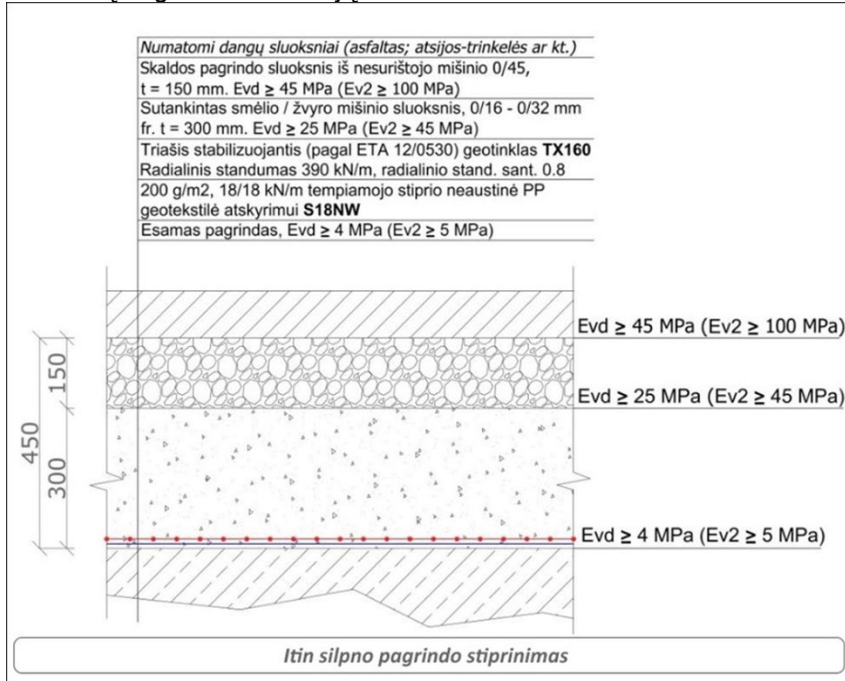 Numatomi dangų sluoksniai (asfaltas; atsijos-trinkelės ar kt.)
Skaldos pagrindo sluoksnis iš nesurištojo mišinio 0/45,
t = 150 mm. Evd ≥ 45 MPa (Ev2 ≥ 100 MPa)
Sutankintas smėlio / žvyro mišinio sluoksnis, 0/16 - 0/32 mm
fr. t = 300 mm. Evd ≥ 25 MPa (Ev2 ≥ 45 MPa)
Triašis stabilizuojantis (pagal ETA 12/0530) geotinklas TX160
Radialinis standumas 390 kN/m, radialinio stand. sant. 0.8
200 g/m2, 18/18 kN/m tempiamojo stiprio neaustinė PP
geotekstilė atskyrimui S18NW
Esamas pagrindas, Evd ≥ 4 MPa (Ev2 ≥ 5 MPa)
Evd ≥ 45 MPa (Ev2 ≥ 100 MPa)
150
Evd ≥ 25 MPa (Ev2 ≥ 45 MPa)
450
300
Evd ≥ 4 MPa (Ev2 ≥ 5 MPa)
Itin silpno pagrindo stiprinimas